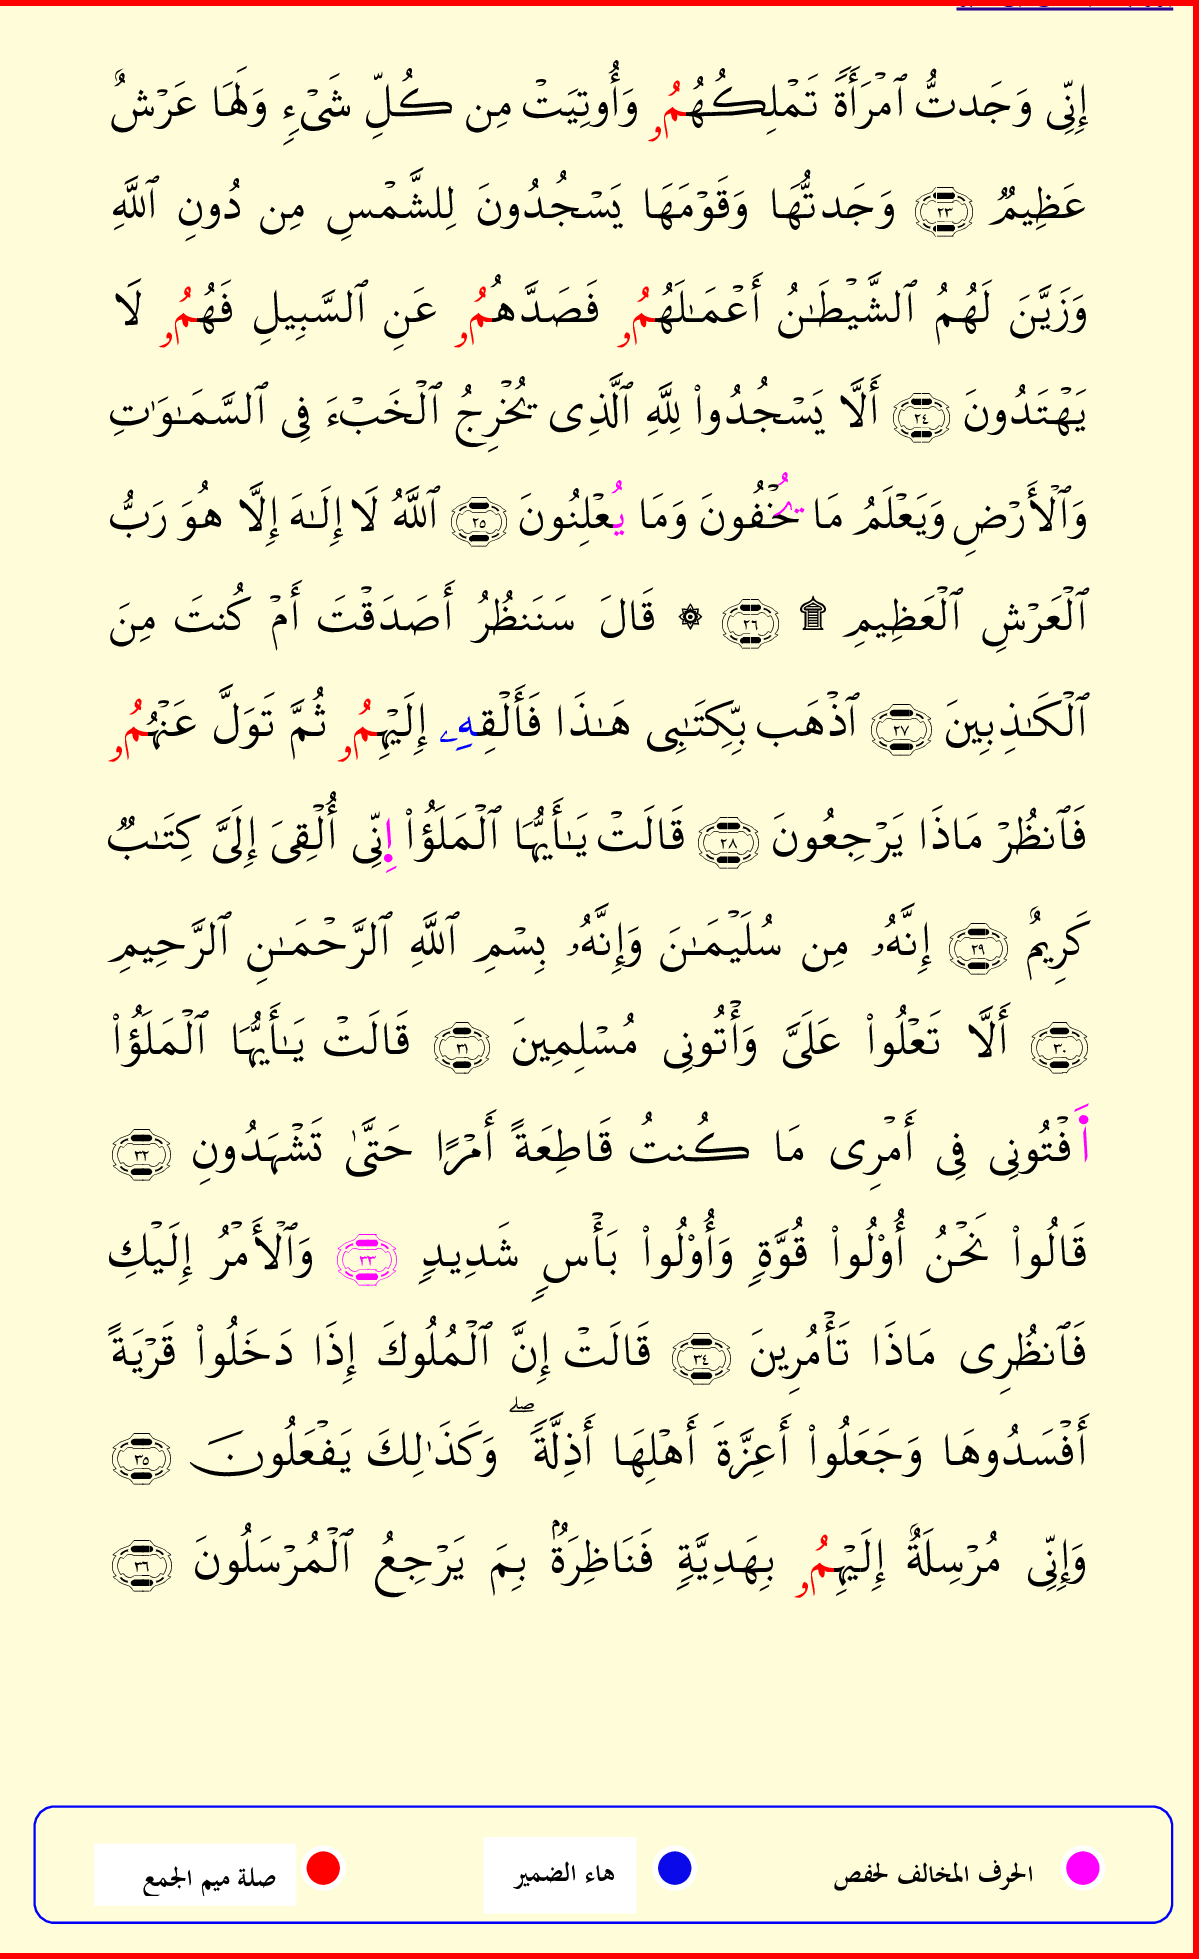 إِنِّى وَجَدتُّ ٱمْرَأَةً تَمْلِكُهُمُۥ وَأُوتِيَتْ مِن كُلِّ شَىْءٍ وَلَهَا عَرْشٌ
عَظِيمٌ ٢٣ وَجَدتُّهَا وَقَوْمَهَا يَسْجُدُونَ لِلشَّمْسِ مِن دُونِ ٱللَّهِ
وَزَيَّنَ لَهُمُ ٱلشَّيْطَـٰنُ أَعْمَـٰلَهُمُۥ فَصَدَّهُمُۥ عَنِ ٱلسَّبِيلِ فَهُمُۥ لَا
يَهْتَدُونَ ٢٤ أَلَّا يَسْجُدُوا۟ لِلَّهِ ٱلَّذِى يُخْرِجُ ٱلْخَبْءَ فِى ٱلسَّمَـٰوَٰتِ
وَٱلْأَرْضِ وَيَعْلَمُ مَا يُخْفُونَ وَمَا يُعْلِنُونَ ٢٥ ٱللَّهُ لَا إِلَـٰهَ إِلَّا هُوَ رَبُّ
ٱلْعَرْشِ ٱلْعَظِيمِ ۩ ٢٦ ۞ قَالَ سَنَنظُرُ أَصَدَقْتَ أَمْ كُنتَ مِنَ
ٱلْكَـٰذِبِينَ ٢٧ ٱذْهَب بِّكِتَـٰبِى هَـٰذَا فَأَلْقِهِۦ إِلَيْهِمُۥ ثُمَّ تَوَلَّ عَنْهُمُۥ
فَٱنظُرْ مَاذَا يَرْجِعُونَ ٢٨ قَالَتْ يَـٰأَيُّهَا ٱلْمَلَؤُا۟ اِ۪نِّى أُلْقِىَ إِلَىَّ كِتَـٰبٌ
كَرِيمٌ ٢٩ إِنَّهُۥ مِن سُلَيْمَـٰنَ وَإِنَّهُۥ بِسْمِ ٱللَّهِ ٱلرَّحْمَـٰنِ ٱلرَّحِيمِ
٣٠ أَلَّا تَعْلُوا۟ عَلَىَّ وَأْتُونِى مُسْلِمِينَ ٣١ قَالَتْ يَـٰأَيُّهَا ٱلْمَلَؤُا۟
اَ۬فْتُونِى فِى أَمْرِى مَا كُنتُ قَاطِعَةً أَمْرًا حَتَّىٰ تَشْهَدُونِ ٣٢
قَالُوا۟ نَحْنُ أُوْلُوا۟ قُوَّةٍ وَأُوْلُوا۟ بَأْسٍ شَدِيدٍ ٣٣ وَٱلْأَمْرُ إِلَيْكِ
فَٱنظُرِى مَاذَا تَأْمُرِينَ ٣٤ قَالَتْ إِنَّ ٱلْمُلُوكَ إِذَا دَخَلُوا۟ قَرْيَةً
أَفْسَدُوهَا وَجَعَلُوا۟ أَعِزَّةَ أَهْلِهَا أَذِلَّةً ۖ وَكَذَٰلِكَ يَفْعَلُونَ ٣٥
وَإِنِّى مُرْسِلَةٌ إِلَيْهِمُۥ بِهَدِيَّةٍ فَنَاظِرَةُۢ بِمَ يَرْجِعُ ٱلْمُرْسَلُونَ ٣٦
الحرف المخالف لحفص هاء الضمير صلة ميم الجمع